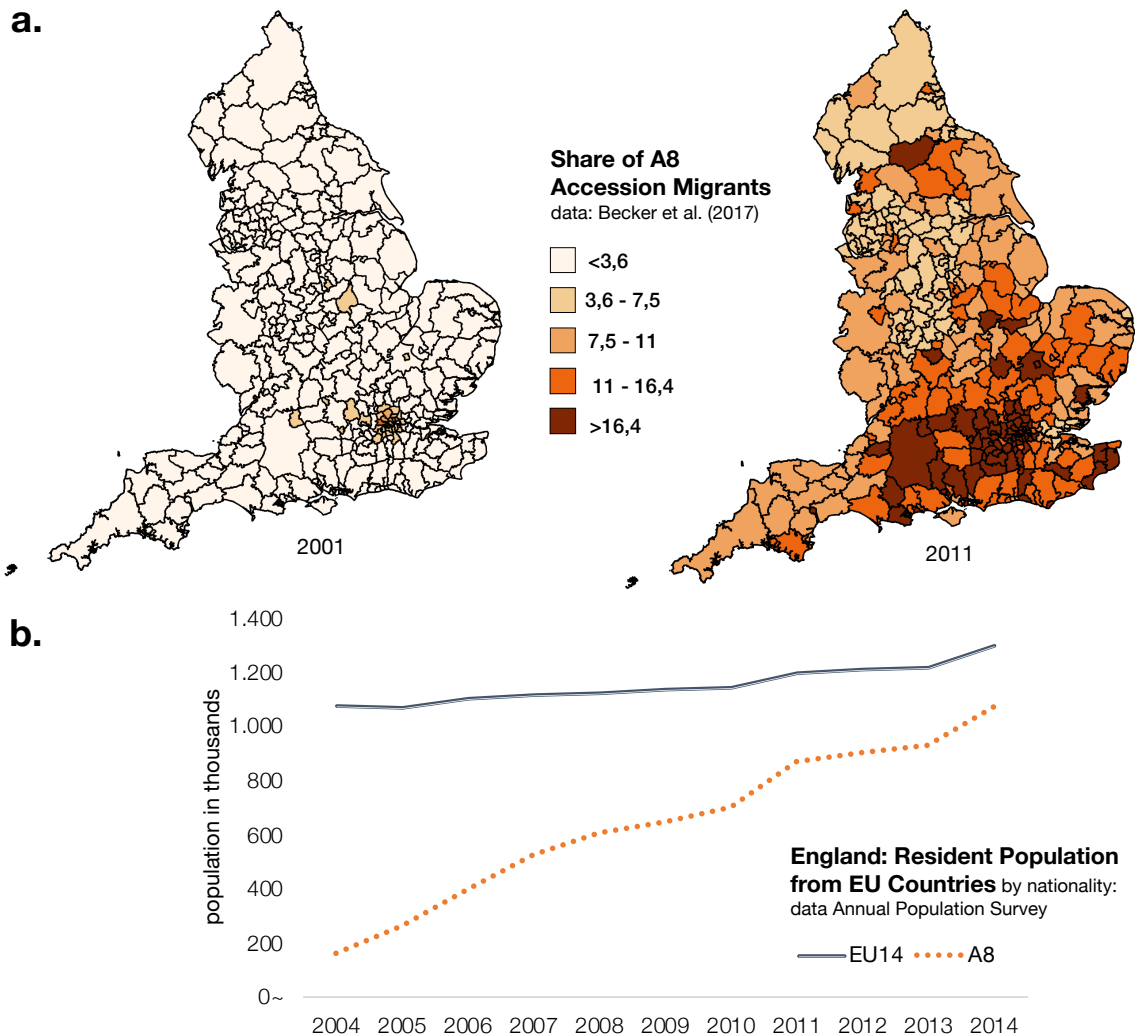 a.
Share of A8
Accession Migrants
data: Becker et al. (2017)
<3,6
3,6 - 7,5
7,5 - 11
11 - 16,4
>16,4
2001
2011
b.
population in thousands
1.400
1.200
1.000
800
600
400
200
0~
England: Resident Population
from EU Countries by nationality:
data Annual Population Survey
EU14 A8
2004 2005 2006 2007 2008 2009 2010 2011 2012 2013 2014